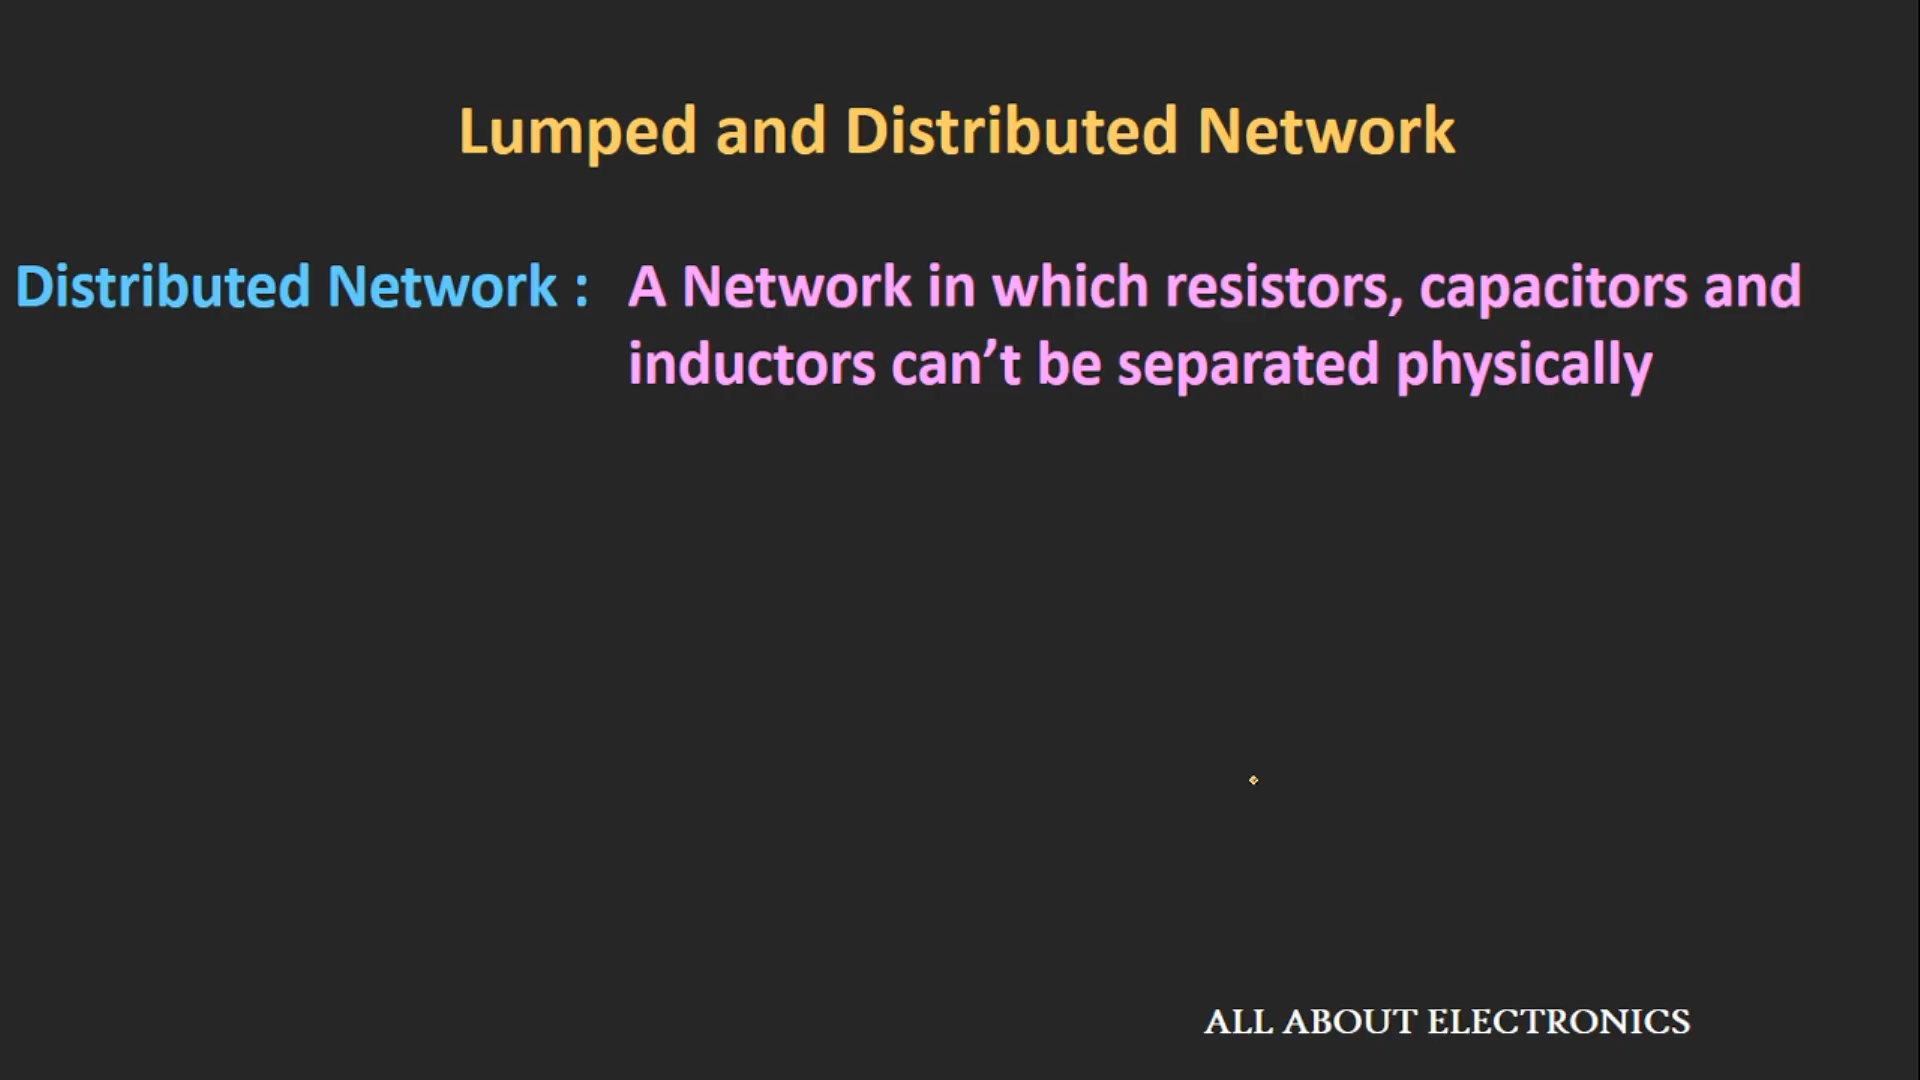 Lumped and Distributed Network
Distributed Network : A Network in which resistors, capacitors and
inductors can’t be separated physically
ALL ABOUT ELECTRONICS